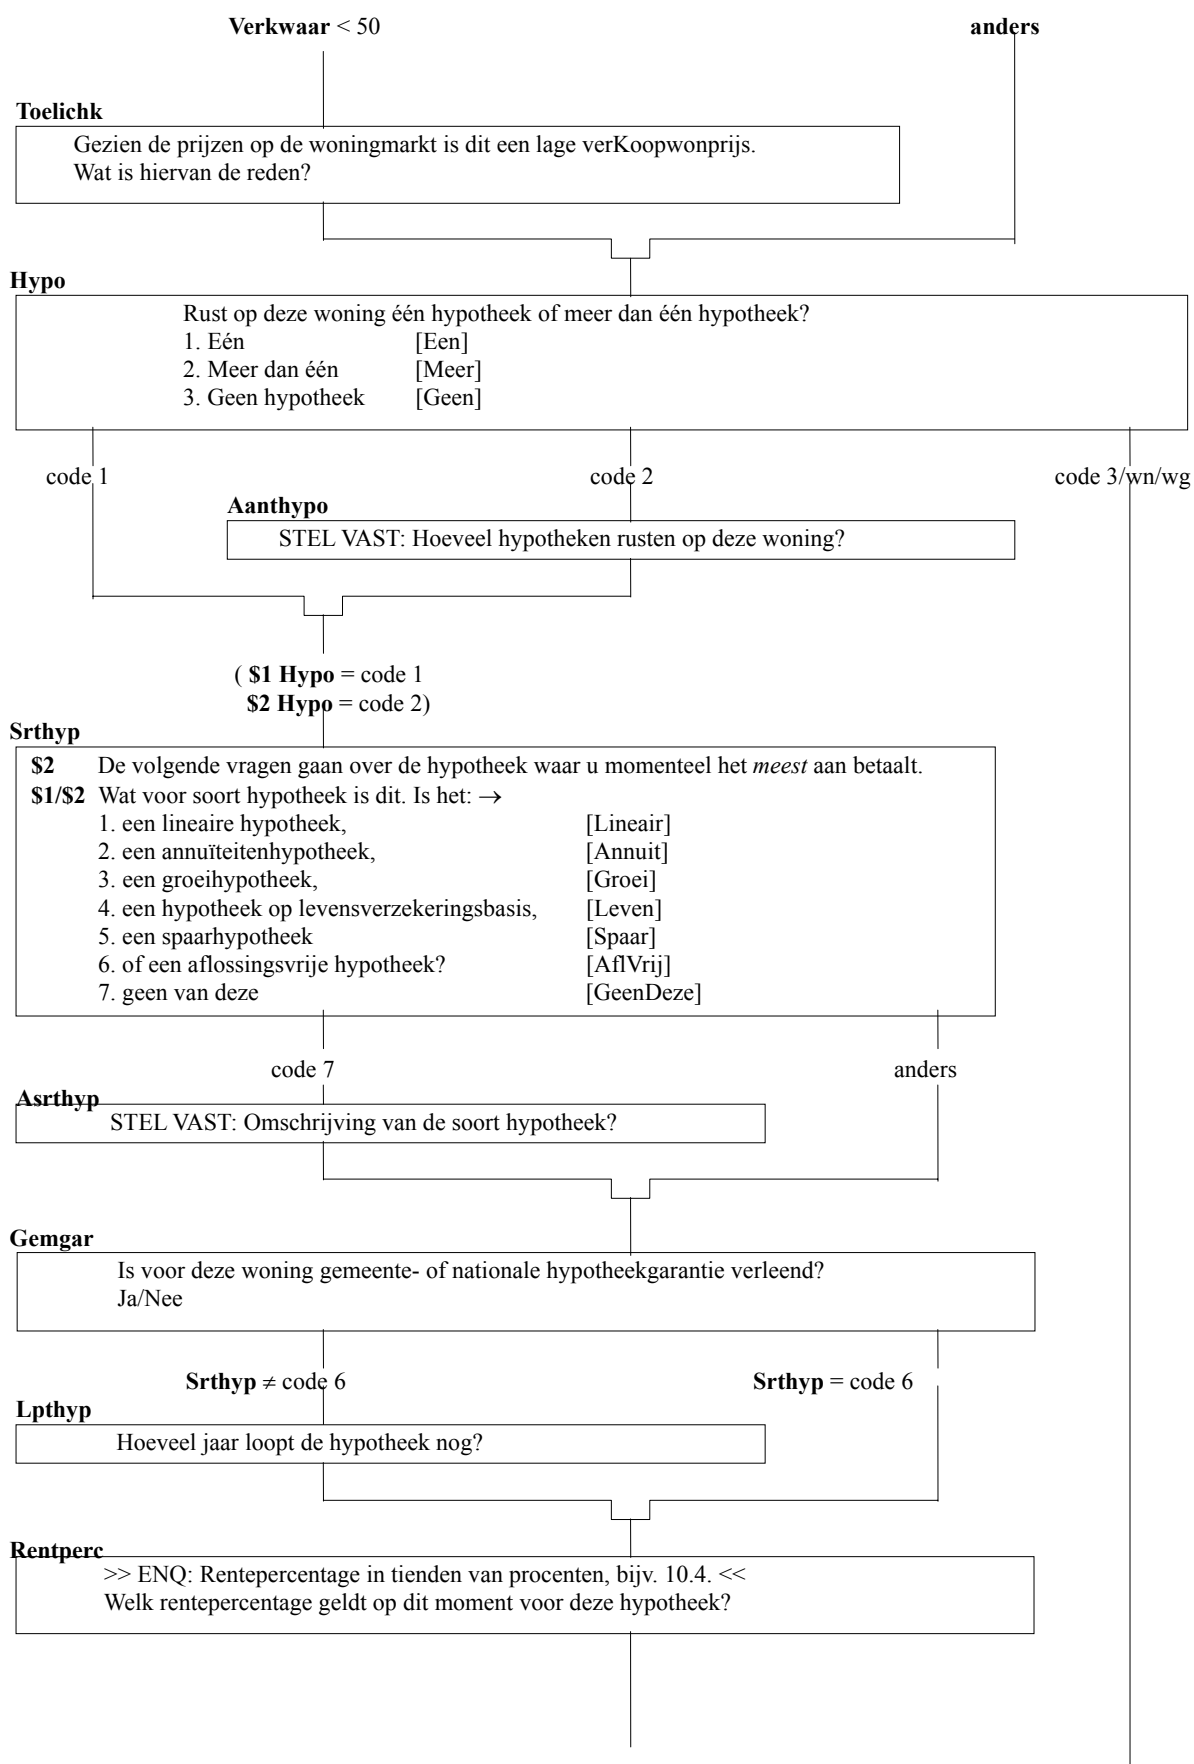 Verkwaar < 50 anders
Toelichk
Gezien de prijzen op de woningmarkt is dit een lage verKoopwonprijs.
Wat is hiervan de reden?
Hypo
Rust op deze woning één hypotheek of meer dan één hypotheek?
1. Eén [Een]
2. Meer dan één [Meer]
3. Geen hypotheek [Geen]
code 1 code 2 code 3/wn/wg
Aanthypo
STEL VAST: Hoeveel hypotheken rusten op deze woning?
( $1 Hypo = code 1
$2 Hypo = code 2)
Srthyp
$2 De volgende vragen gaan over de hypotheek waar u momenteel het meest aan betaalt.
$1/$2 Wat voor soort hypotheek is dit. Is het: →
1. een lineaire hypotheek, [Lineair]
2. een annuïteitenhypotheek, [Annuit]
3. een groeihypotheek, [Groei]
4. een hypotheek op levensverzekeringsbasis, [Leven]
5. een spaarhypotheek [Spaar]
6. of een aflossingsvrije hypotheek? [AflVrij]
7. geen van deze [GeenDeze]
code 7 anders
Asrthyp
STEL VAST: Omschrijving van de soort hypotheek?
Gemgar
Is voor deze woning gemeente- of nationale hypotheekgarantie verleend?
Ja/Nee
Srthyp ≠ code 6 Srthyp = code 6
Lpthyp
Hoeveel jaar loopt de hypotheek nog?
Rentperc
>> ENQ: Rentepercentage in tienden van procenten, bijv. 10.4. <<
Welk rentepercentage geldt op dit moment voor deze hypotheek?